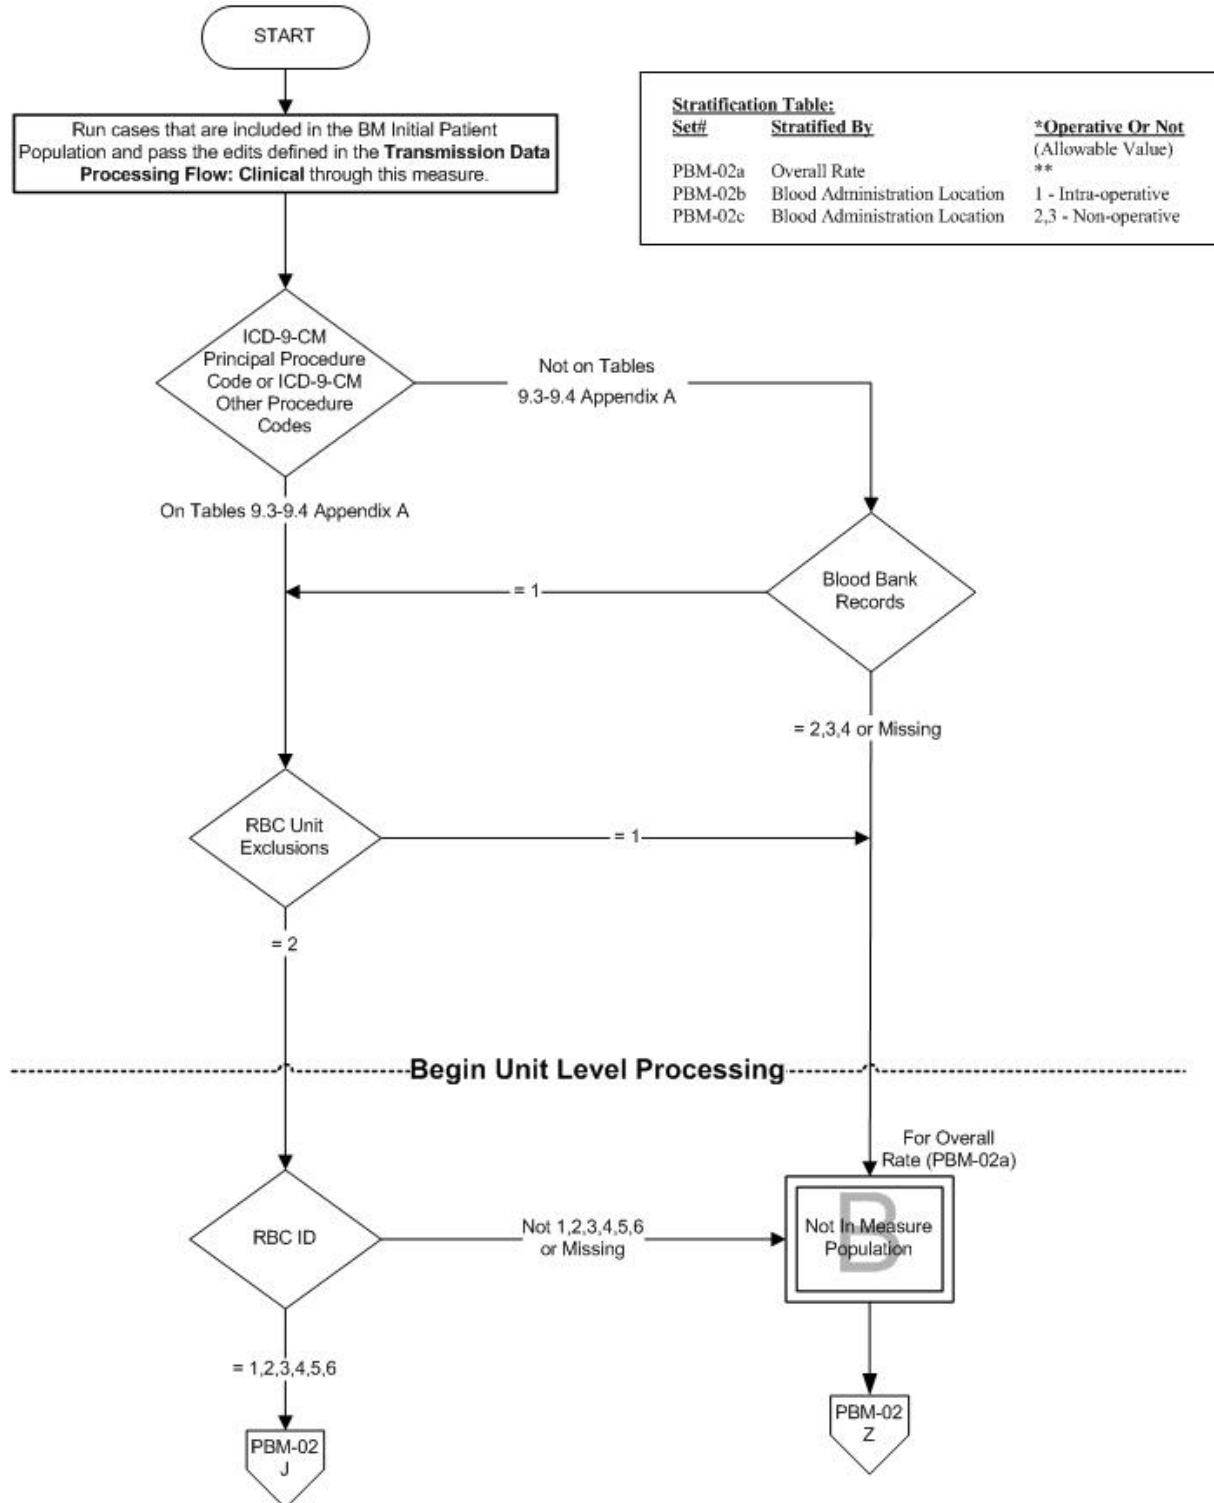 START
Run cases that are included in the BM Initial Patient
Population and pass the edits defined in the Transmission Data
Processing Flow: Clinical through this measure.
Stratification Table:
Set# Stratified By *Operative Or Not
(Allowable Value)
PBM-02a Overall Rate **
PBM-02b Blood Administration Location 1 - Intra-operative
PBM-02c Blood Administration Location 2,3 - Non-operative
ICD-9-CM
Principal Procedure
Code or ICD-9-CM
Other Procedure
Codes
Not on Tables
9.3-9.4 Appendix A
On Tables 9.3-9.4 Appendix A
Blood Bank
Records
= 1
= 2,3,4 or Missing
RBC Unit
Exclusions
= 1
= 2
Begin Unit Level Processing
For Overall
Rate (PBM-02a)
RBC ID
Not 1,2,3,4,5,6
or Missing
B
Not In Measure
Population
= 1,2,3,4,5,6
PBM-02
J
PBM-02
Z